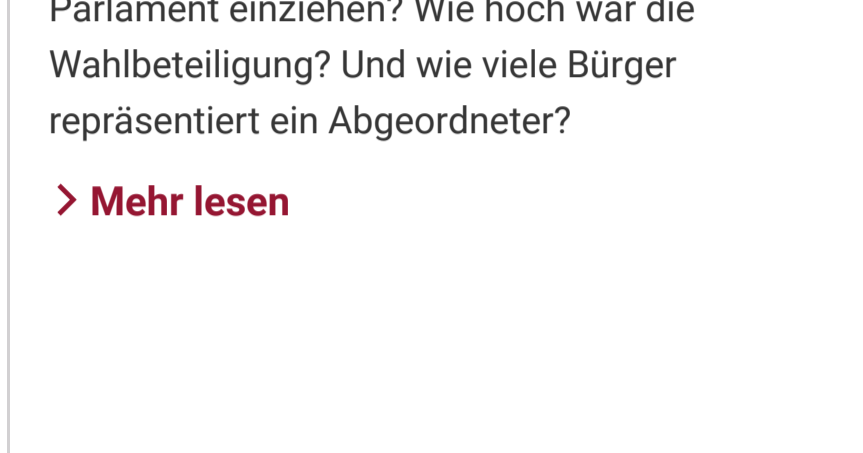 Parlament einziehen? Wie hoch war die
Wahlbeteiligung? Und wie viele Bürger
repräsentiert ein Abgeordneter?
> Mehr lesen